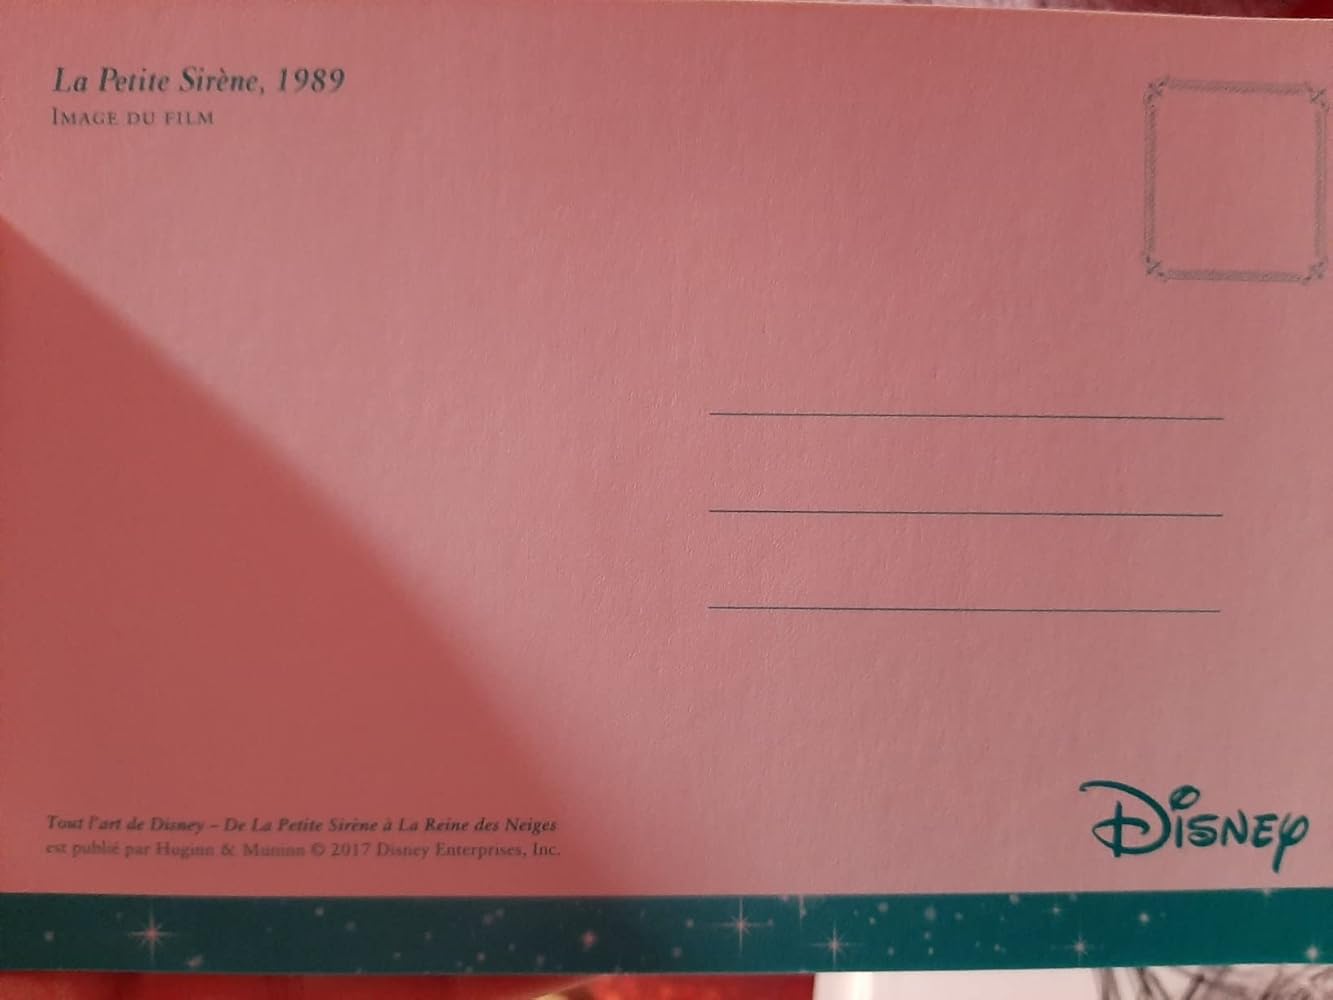 La Petite Sirène, 1989
IMAGE DU FILM
Tout l'art de Disney – De La Petite Sirène à La Reine des Neiges
est publié par Huginn & Muninn © 2017 Disney Enterprises, Inc.
DISNEY